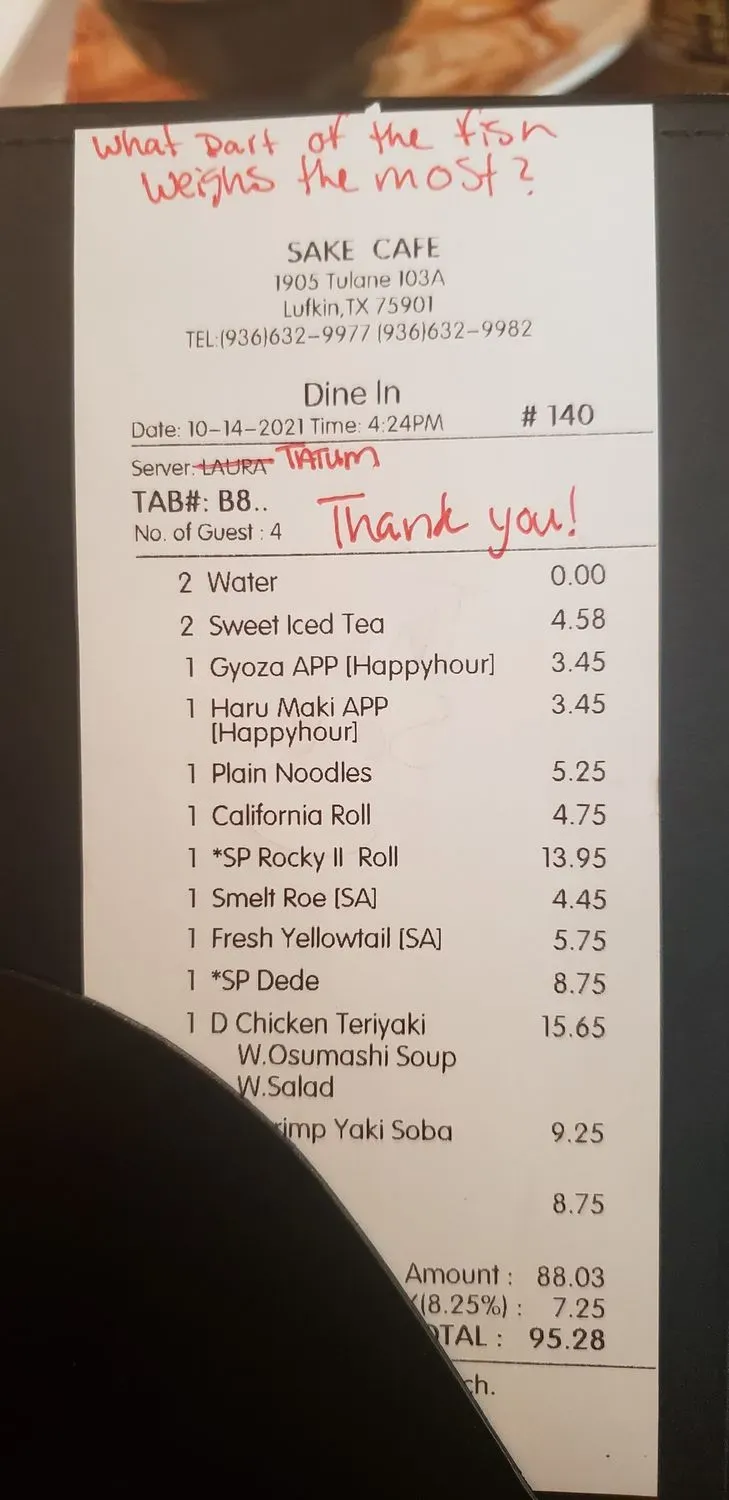 What Part of the fish
weighs the most?
SAKE CAFE
1905 Tulane 103A
Lufkin,TX 75901
TEL:(936)632-9977 (936)632-9982
Dine In
Date: 10-14-2021 Time: 4:24PM # 140
Server: LAURA TATUM
TAB#: B8..
Thank you!
No. of Guest : 4
2 Water 0.00
2 Sweet Iced Tea 4.58
1 Gyoza APP [Happyhour] 3.45
1 Haru Maki APP 3.45
[Happyhour]
1 Plain Noodles 5.25
1 California Roll 4.75
1 *SP Rocky II Roll 13.95
1 Smelt Roe [SA] 4.45
1 Fresh Yellowtail [SA] 5.75
1 *SP Dede 8.75
1 D Chicken Teriyaki 15.65
W.Osumashi Soup
W.Salad
rimp Yaki Soba 9.25
8.75
Amount : 88.03
(8.25%) : 7.25
OTAL : 95.28
ch.